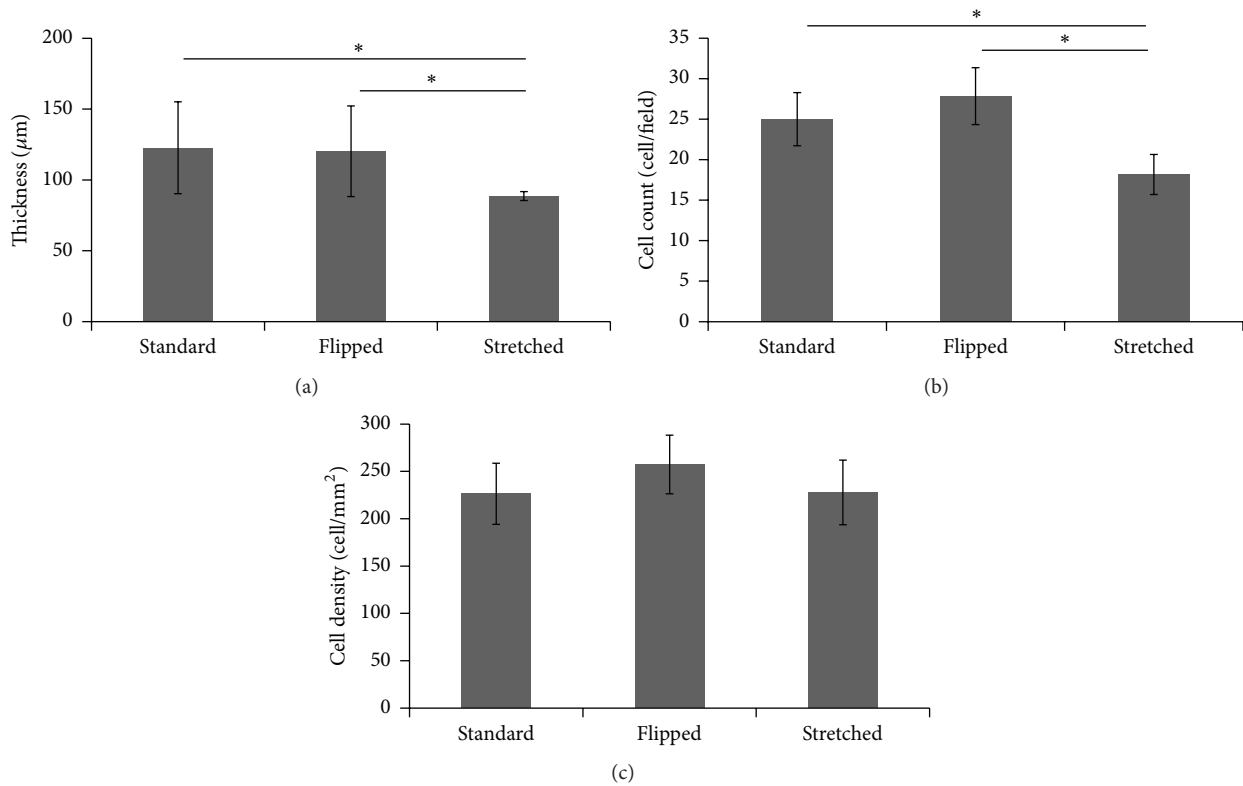 200
150
100
50
0
Thickness (μm)
*
*
Standard Flipped Stretched
(a)
35
30
25
20
15
10
5
0
Cell count (cell/field)
*
*
Standard Flipped Stretched
(b)
300
250
200
150
100
50
0
Cell density (cell/mm²)
Standard Flipped Stretched
(c)